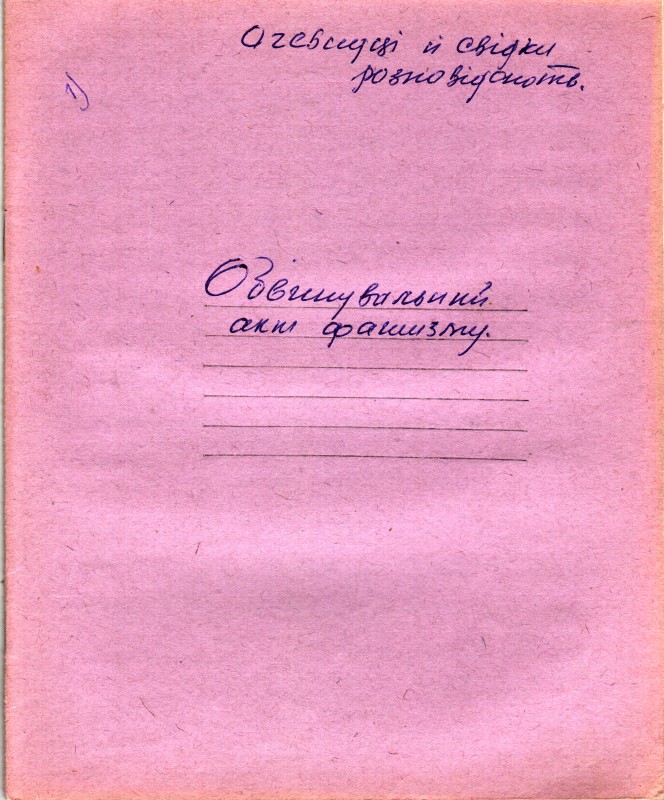 Очевидці й свідки
розповідають.
1)
Обвинувальний
акт фашизму.